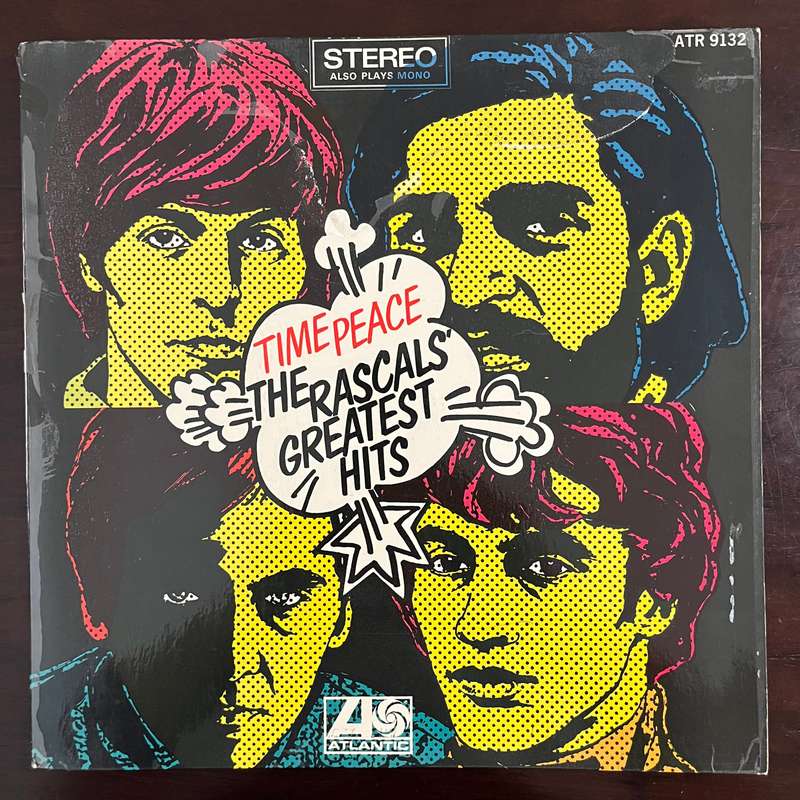 STEREO
ALSO PLAYS MONO
ATR 9132
TIME PEACE
THE RASCALS'
GREATEST
HITS
ATLANTIC